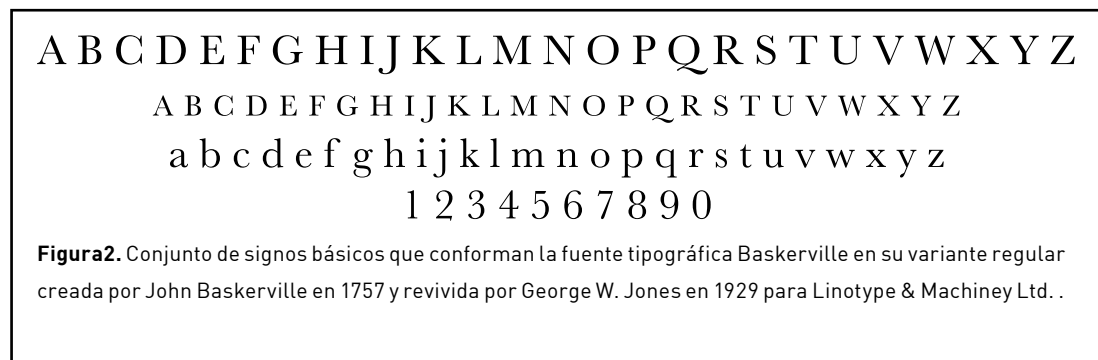 A B C D E F G H I J K L M N O P Q R S T U V W X Y Z
A B C D E F G H I J K L M N O P Q R S T U V W X Y Z
a b c d e f g h i j k l m n o p q r s t u v w x y z
1 2 3 4 5 6 7 8 9 0
Figura2. Conjunto de signos básicos que conforman la fuente tipográfica Baskerville en su variante regular
creada por John Baskerville en 1757 y revivida por George W. Jones en 1929 para Linotype & Machiney Ltd. .